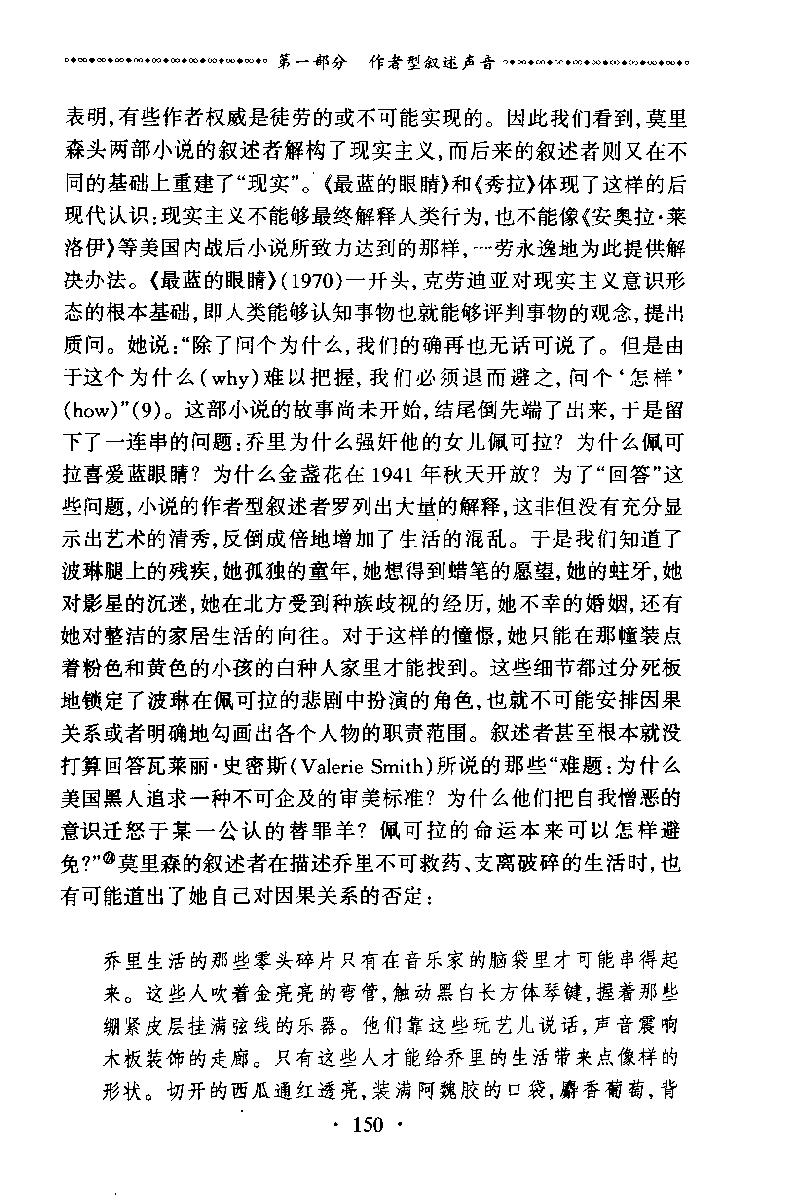 第一部分　作者型叙述声音
表明,有些作者权威是徒劳的或不可能实现的。因此我们看到,莫里
森头两部小说的叙述者解构了现实主义,而后来的叙述者则又在不
同的基础上重建了“现实”。《最蓝的眼睛》和《秀拉》体现了这样的后
现代认识:现实主义不能够最终解释人类行为,也不能像《安奥拉·莱
洛伊》等美国内战后小说所致力达到的那样,一劳永逸地为此提供解
决办法。《最蓝的眼睛》(1970)一开头,克劳迪亚对现实主义意识形
态的根本基础,即人类能够认知事物也就能够评判事物的观念,提出
质问。她说:“除了问个为什么,我们的确再也无话可说了。但是由
于这个为什么(why)难以把握,我们必须退而避之,问个‘怎样’
(how)”(9)。这部小说的故事尚未开始,结尾倒先端了出来,于是留
下了一连串的问题:乔里为什么强奸他的女儿佩可拉?为什么佩可
拉喜爱蓝眼睛?为什么金盏花在1941年秋天开放?为了“回答”这
些问题,小说的作者型叙述者罗列出大量的解释,这非但没有充分显
示出艺术的清秀,反倒成倍地增加了生活的混乱。于是我们知道了
波琳腿上的残疾,她孤独的童年,她想得到蜡笔的愿望,她的蛀牙,她
对影星的沉迷,她在北方受到种族歧视的经历,她不幸的婚姻,还有
她对整洁的家居生活的向往。对于这样的憧憬,她只能在那幢装点
着粉色和黄色的小孩的白种人家里才能找到。这些细节都过分死板
地锁定了波琳在佩可拉的悲剧中扮演的角色,也就不可能安排因果
关系或者明确地勾画出各个人物的职责范围。叙述者甚至根本就没
打算回答瓦莱丽·史密斯(Valerie Smith)所说的那些“难题:为什么
美国黑人追求一种不可企及的审美标准?为什么他们把自我憎恶的
意识迁怒于某一公认的替罪羊?佩可拉的命运本来可以怎样避
免?”莫里森的叙述者在描述乔里不可救药、支离破碎的生活时,也
有可能道出了她自己对因果关系的否定:
乔里生活的那些零头碎片只有在音乐家的脑袋里才可能串得起
来。这些人吹着金亮亮的弯管,触动黑白长方体琴键,握着那些
绷紧皮层挂满弦线的乐器。他们靠这些玩艺儿说话,声音震响
木板装饰的走廊。只有这些人才能给乔里的生活带来点像样的
形状。切开的西瓜通红透亮,装满阿魏胶的口袋,麝香葡萄,背
· 150 ·